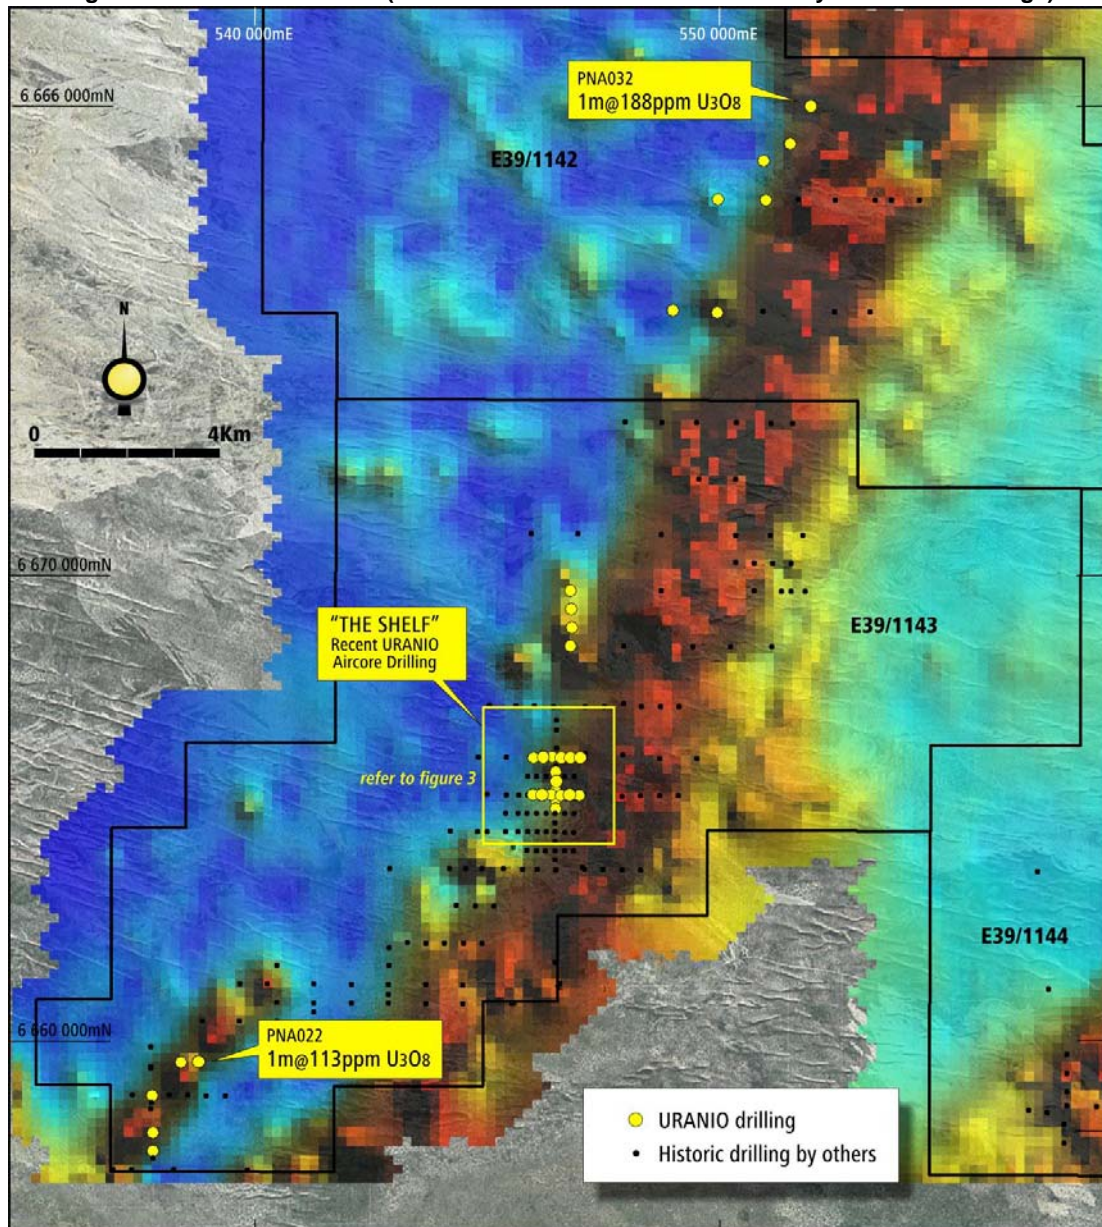 540 000mE
550 000mE
PNA032
1m@188ppm U3O8
6 666 000mN
E39/1142
N
0 4Km
6 670 000mN
"THE SHELF"
Recent URANIO
Aircore Drilling
E39/1143
refer to figure 3
E39/1144
6 660 000mN
PNA022
1m@113ppm U3O8
URANIO drilling
Historic drilling by others